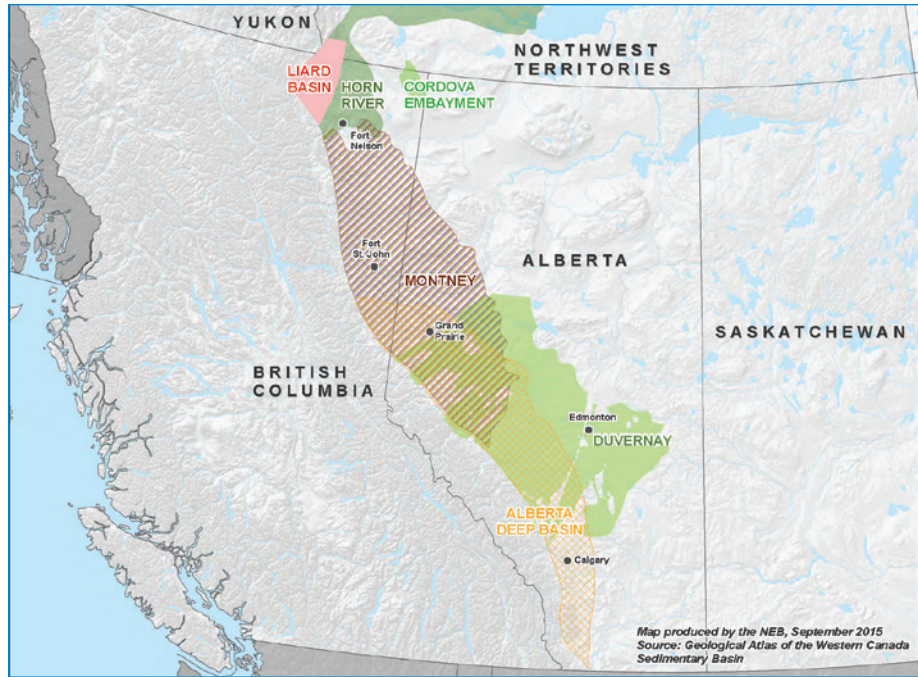 YUKON
NORTHWEST
TERRITORIES
LIARD
BASIN
HORN
RIVER
CORDOVA
EMBAYMENT
Fort
Nelson
Fort
St. John
ALBERTA
MONTNEY
Grand
Prairie
SASKATCHEWAN
BRITISH
COLUMBIA
Edmonton
DUVERNAY
ALBERTA
DEEP BASIN
Calgary
Map produced by the NEB, September 2015
Source: Geological Atlas of the Western Canada
Sedimentary Basin